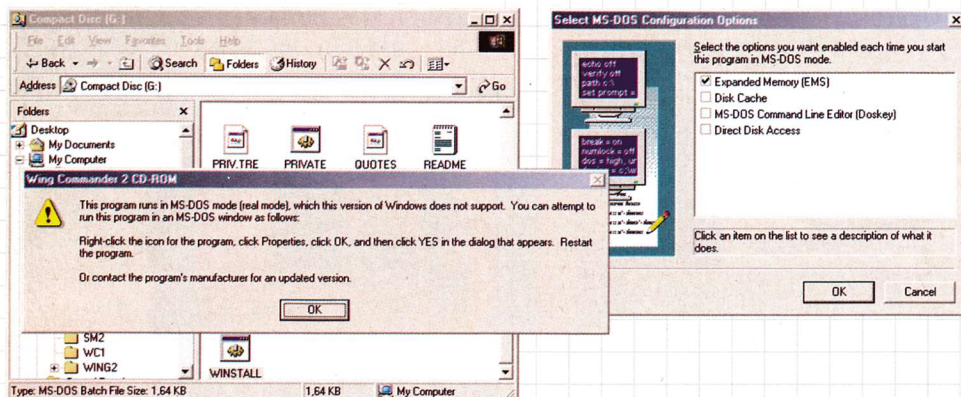 Compact Disc (G:)
File Edit View Favorites Tools Help
Back Search Folders History
Address Compact Disc (G:) Go
Folders
Desktop
My Documents
My Computer
PRIV.TRE PRIVATE QUOTES README
Wing Commander 2 CD-ROM
This program runs in MS-DOS mode (real mode), which this version of Windows does not support. You can attempt to
run this program in an MS-DOS window as follows:
Right-click the icon for the program, click Properties, click OK, and then click YES in the dialog that appears. Restart
the program.
Or contact the program's manufacturer for an updated version.
OK
SM2
WC1
WING2
WINSTALL
Type: MS-DOS Batch File Size: 1,64 KB 1,64 KB My Computer
Select MS-DOS Configuration Options
Select the options you want enabled each time you start
this program in MS-DOS mode.
echo off
verify off
path c:\
set prompt =
break = on
numlock = off
dos = high, ur
= c:\w
Expanded Memory (EMS)
Disk Cache
MS-DOS Command Line Editor (Doskey)
Direct Disk Access
Click an item on the list to see a description of what it
does.
OK Cancel